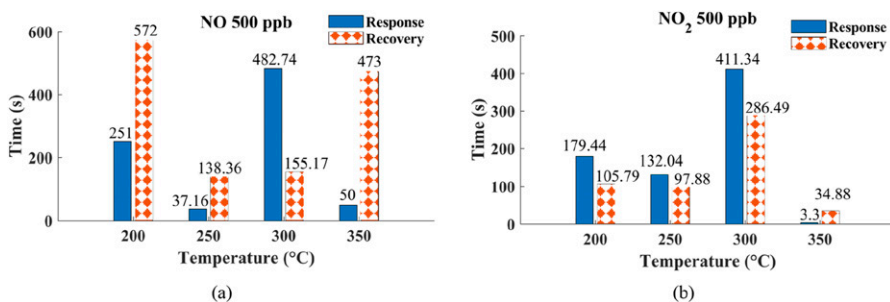 NO 500 ppb
Response
Recovery
Time (s)
600
400
200
0
251
572
37.16
138.36
482.74
155.17
50
473
200
250
300
350
Temperature (°C)
(a)
NO2 500 ppb
Response
Recovery
Time (s)
500
400
300
200
100
0
179.44
105.79
132.04
97.88
411.34
286.49
3.3
34.88
200
250
300
350
Temperature (°C)
(b)